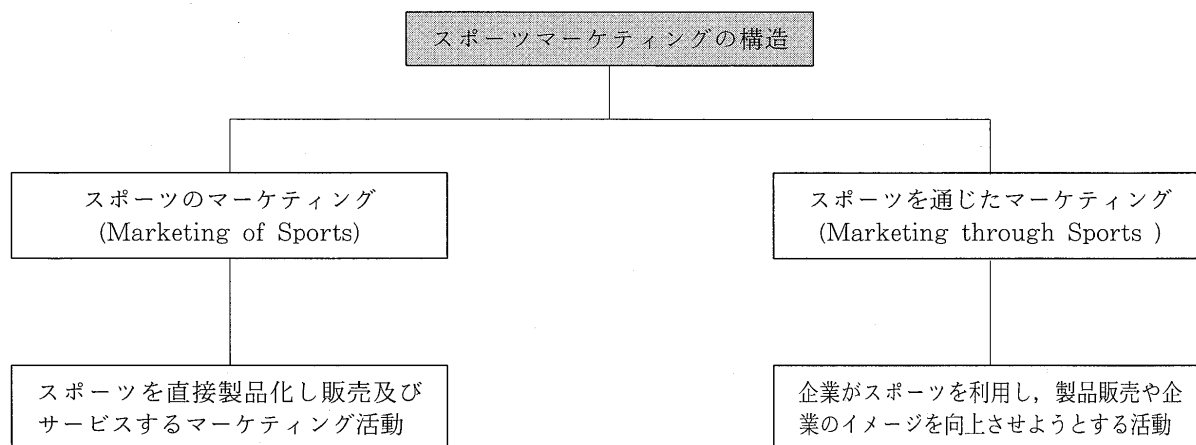 スポーツマーケティングの構造
スポーツのマーケティング
(Marketing of Sports)
スポーツを通じたマーケティング
(Marketing through Sports )
スポーツを直接製品化し販売及び
サービスするマーケティング活動
企業がスポーツを利用し，製品販売や企
業のイメージを向上させようとする活動